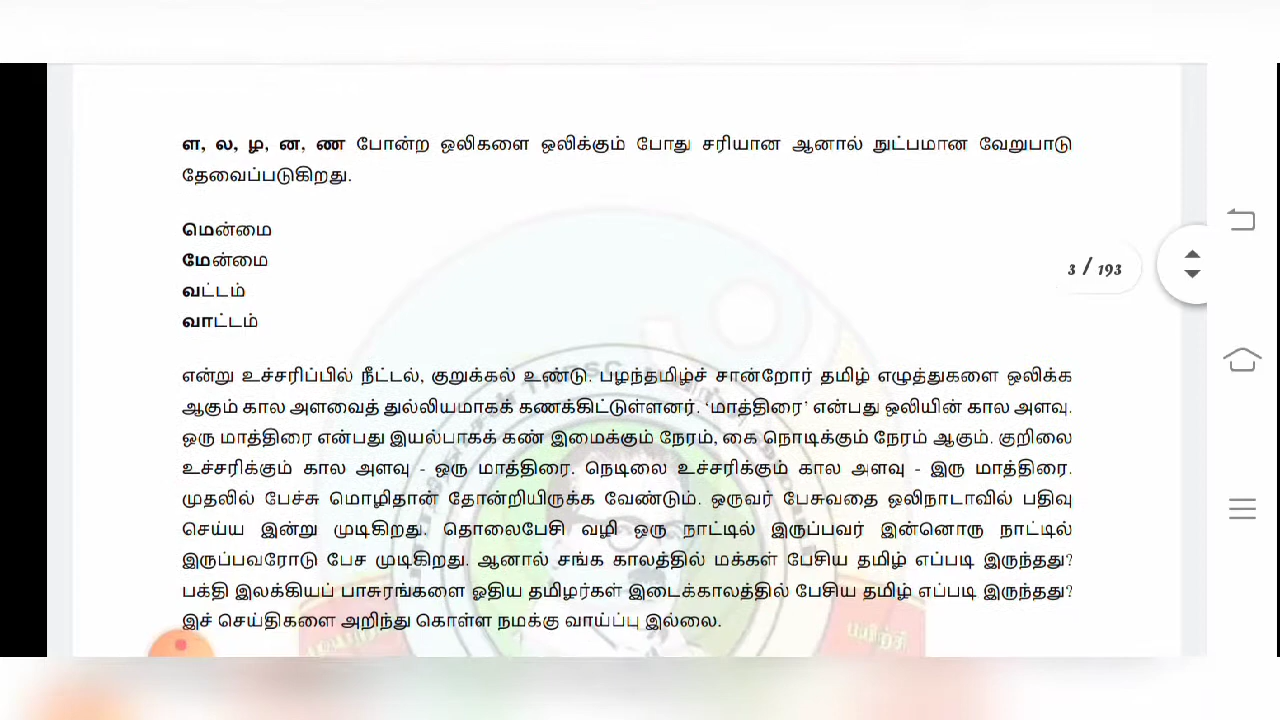 ள, ல, ழ, ன, ண போன்ற ஒலிகளை ஒலிக்கும் போது சரியான ஆனால் நுட்பமான வேறுபாடு
தேவைப்படுகிறது.
மென்மை
மேன்மை
வட்டம்
வாட்டம்
3 / 193
என்று உச்சரிப்பில் நீட்டல், குறுக்கல் உண்டு. பழந்தமிழ்ச் சான்றோர் தமிழ் எழுத்துகளை ஒலிக்க
ஆகும் கால அளவைத் துல்லியமாகக் கணக்கிட்டுள்ளனர். ‘மாத்திரை’ என்பது ஒலியின் கால அளவு.
ஒரு மாத்திரை என்பது இயல்பாகக் கண் இமைக்கும் நேரம், கை நொடிக்கும் நேரம் ஆகும். குறிலை
உச்சரிக்கும் கால அளவு - ஒரு மாத்திரை. நெடிலை உச்சரிக்கும் கால அளவு - இரு மாத்திரை.
முதலில் பேச்சு மொழிதான் தோன்றியிருக்க வேண்டும். ஒருவர் பேசுவதை ஒலிநாடாவில் பதிவு
செய்ய இன்று முடிகிறது. தொலைபேசி வழி ஒரு நாட்டில் இருப்பவர் இன்னொரு நாட்டில்
இருப்பவரோடு பேச முடிகிறது. ஆனால் சங்க காலத்தில் மக்கள் பேசிய தமிழ் எப்படி இருந்தது?
பக்தி இலக்கியப் பாசுரங்களை ஓதிய தமிழர்கள் இடைக்காலத்தில் பேசிய தமிழ் எப்படி இருந்தது?
இச் செய்திகளை அறிந்து கொள்ள நமக்கு வாய்ப்பு இல்லை.